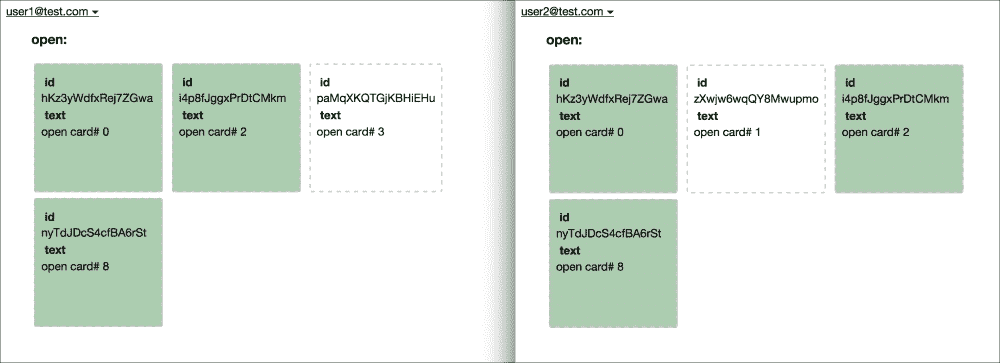 user1@test.com
open:
id
hKz3yWdfxRej7ZGwa
text
open card# 0
id
i4p8fJggxPrDtCMkm
text
open card# 2
id
paMqXKQTGjKBHiEHu
text
open card# 3
id
nyTdJDcS4cfBA6rSt
text
open card# 8
user2@test.com
open:
id
hKz3yWdfxRej7ZGwa
text
open card# 0
id
zXwjw6wqQY8Mwupmo
text
open card# 1
id
i4p8fJggxPrDtCMkm
text
open card# 2
id
nyTdJDcS4cfBA6rSt
text
open card# 8